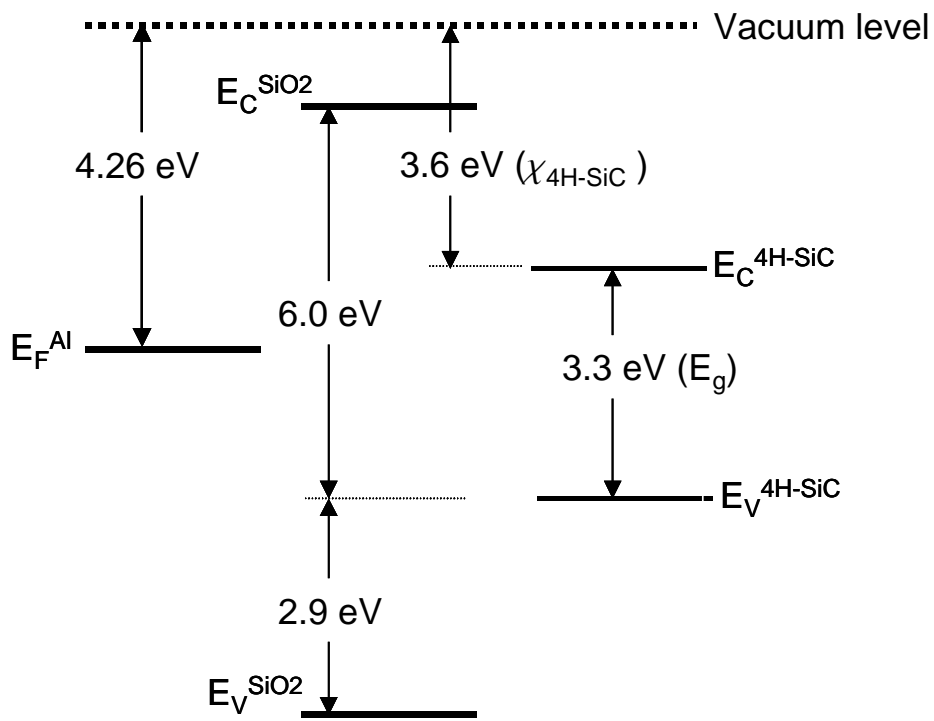 Vacuum level
E_C^SiO2
4.26 eV
3.6 eV (χ_4H-SiC )
E_C^4H-SiC
6.0 eV
E_F^Al
3.3 eV (E_g)
E_V^4H-SiC
2.9 eV
E_V^SiO2